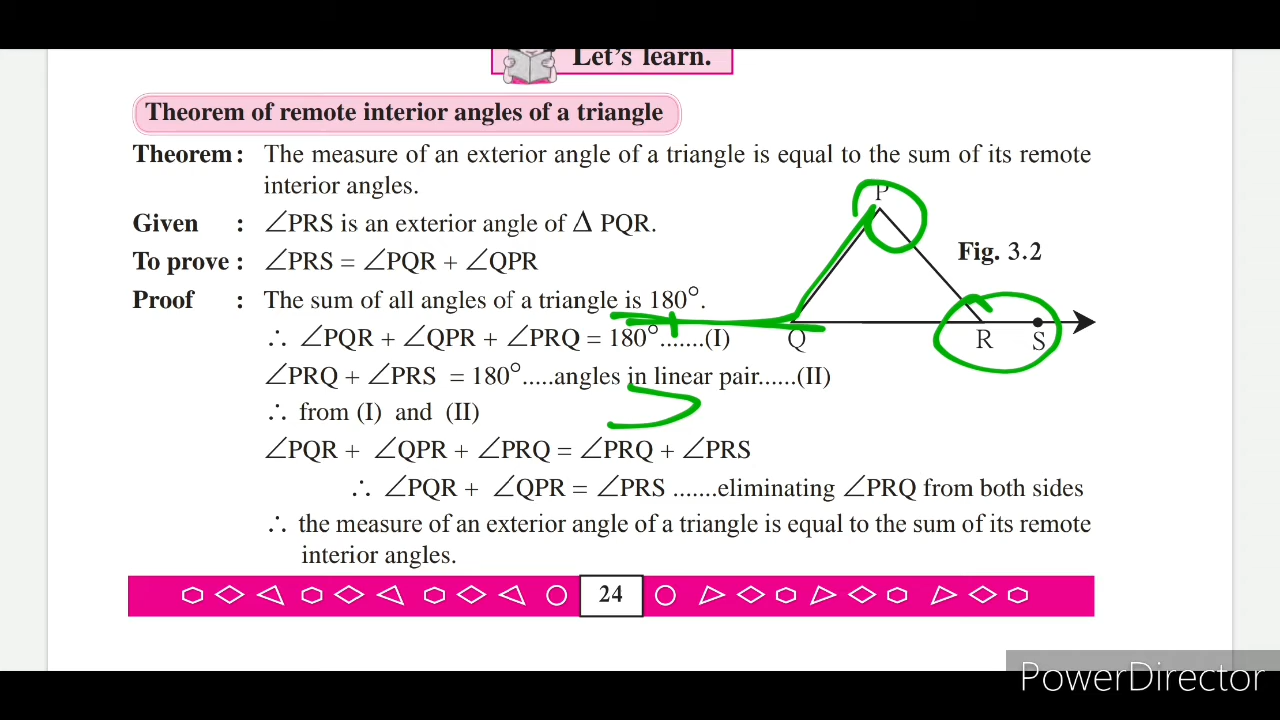 Let's learn.
Theorem of remote interior angles of a triangle
Theorem : The measure of an exterior angle of a triangle is equal to the sum of its remote
interior angles.
Given : ∠PRS is an exterior angle of Δ PQR.
To prove : ∠PRS = ∠PQR + ∠QPR
Proof : The sum of all angles of a triangle is 180°.
∴ ∠PQR + ∠QPR + ∠PRQ = 180°.......(I)
∠PRQ + ∠PRS = 180°.....angles in linear pair......(II)
∴ from (I) and (II)
∠PQR + ∠QPR + ∠PRQ = ∠PRQ + ∠PRS
∴ ∠PQR + ∠QPR = ∠PRS .......eliminating ∠PRQ from both sides
∴ the measure of an exterior angle of a triangle is equal to the sum of its remote
interior angles.
P
Fig. 3.2
Q R S
24
PowerDirector